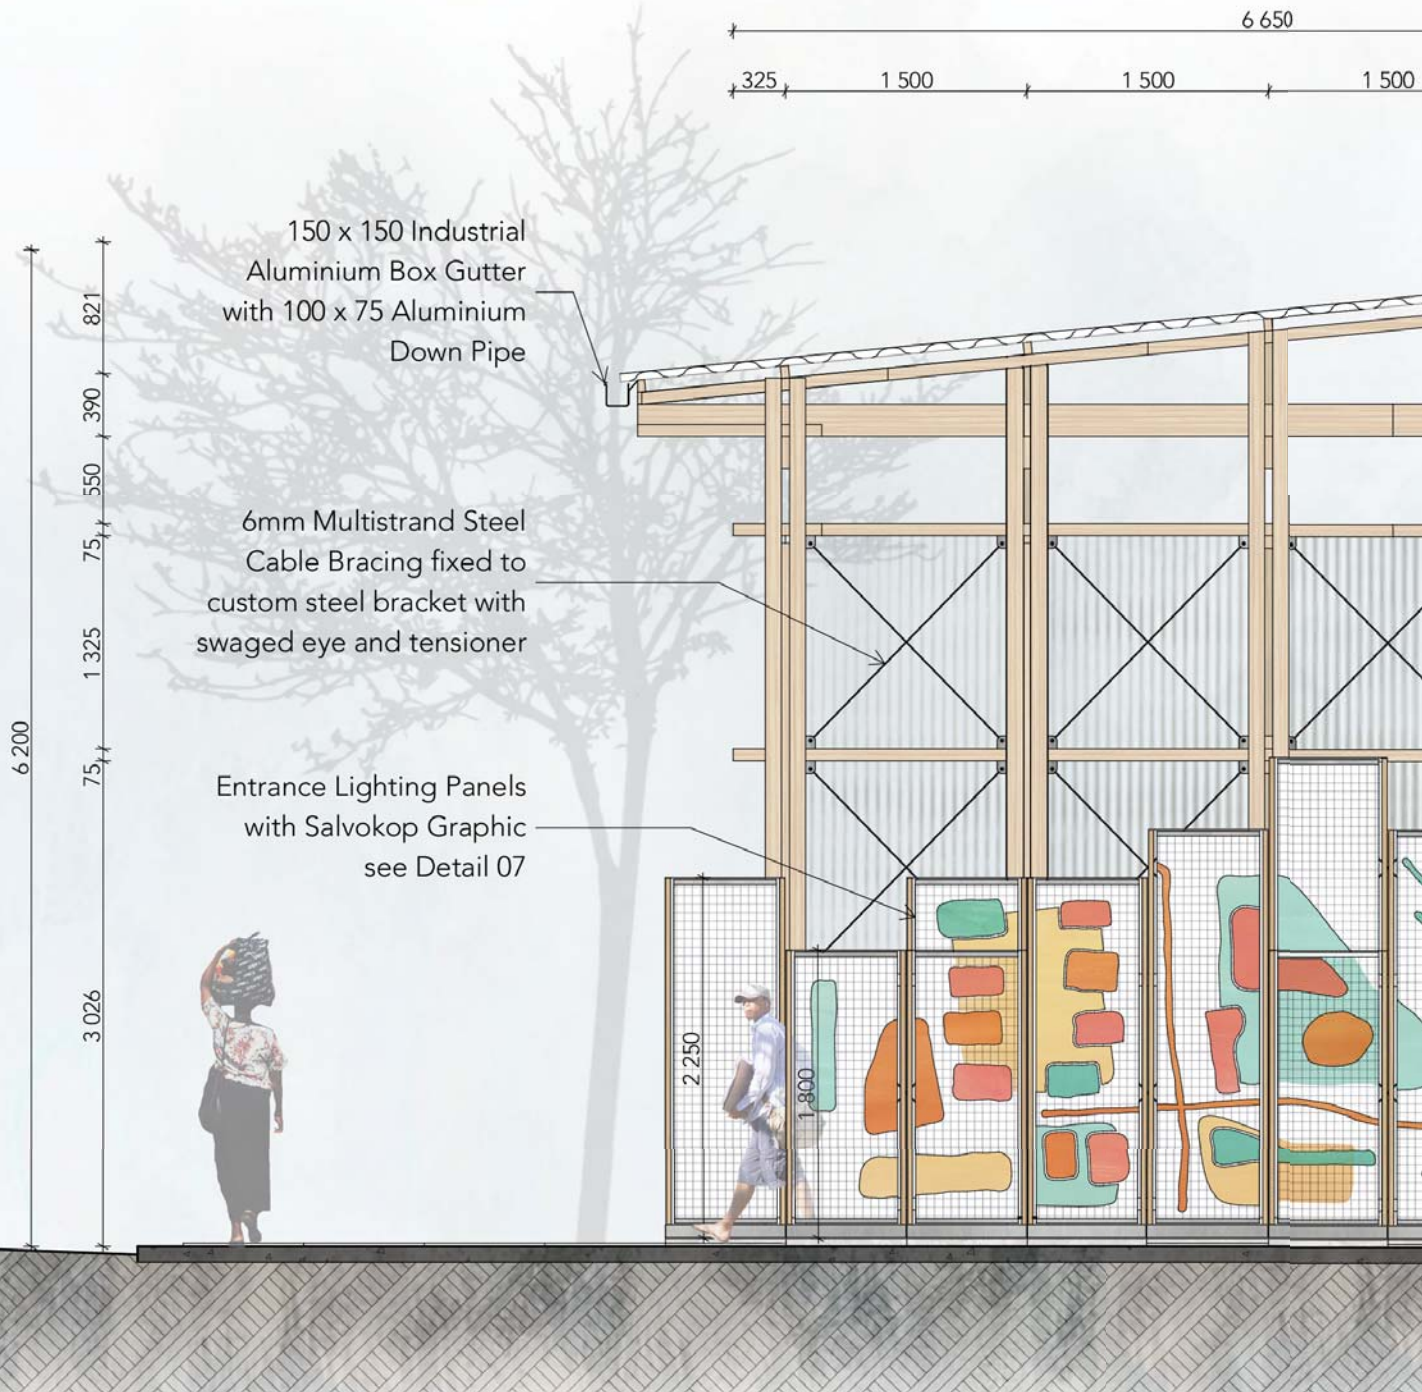 6 650
325
1 500
1 500
1 500
150 x 150 Industrial
Aluminium Box Gutter
with 100 x 75 Aluminium
Down Pipe
821
390
550
75
1 325
75
3 026
6 200
6mm Multistrand Steel
Cable Bracing fixed to
custom steel bracket with
swaged eye and tensioner
Entrance Lighting Panels
with Salvokop Graphic
see Detail 07
2 250
1 800